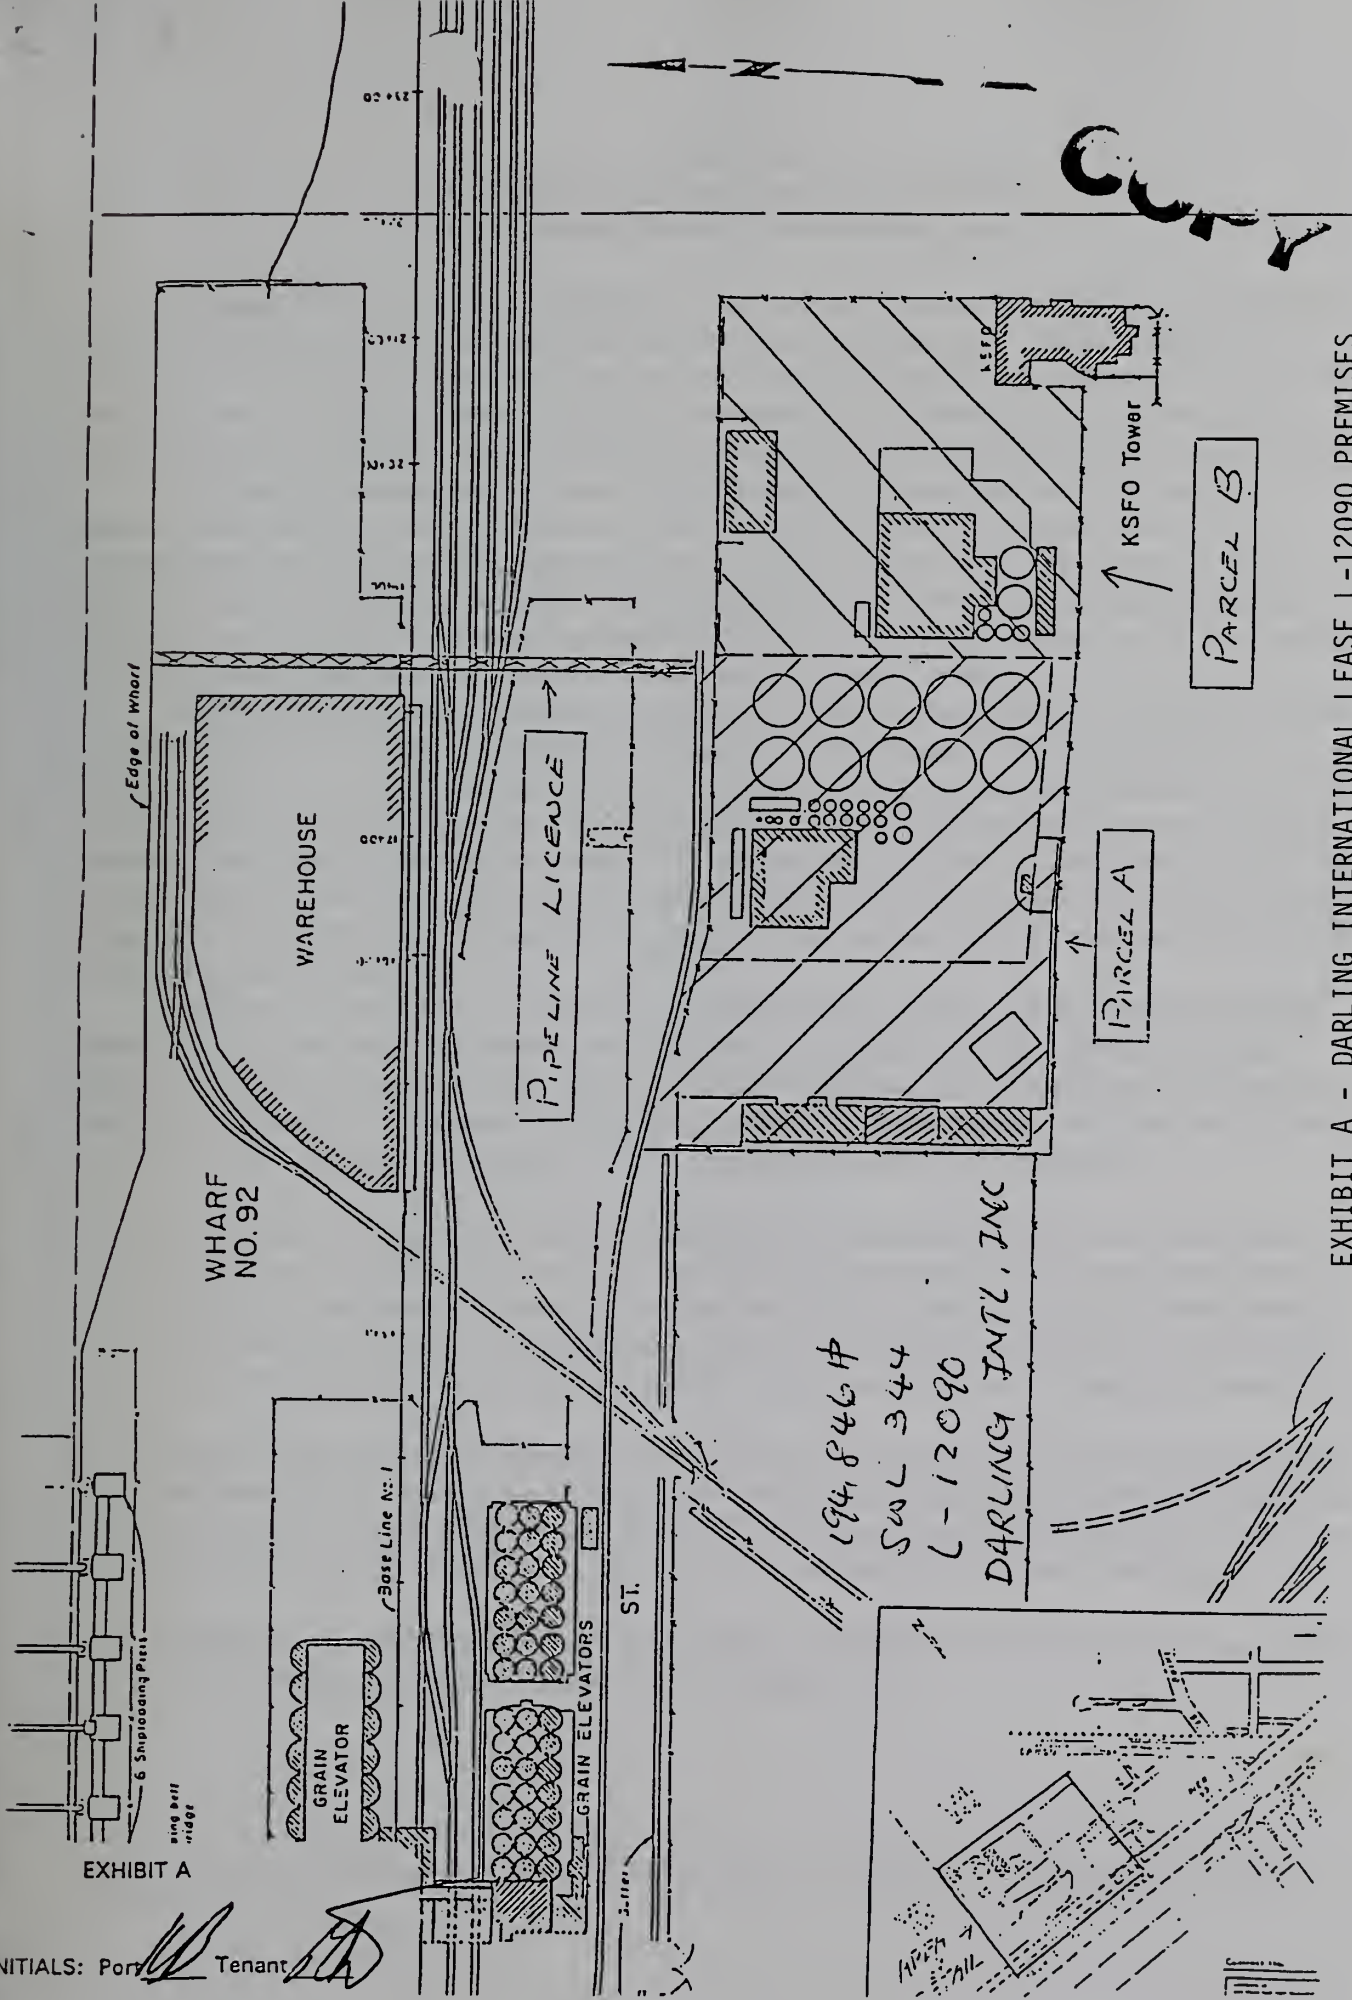 EXHIBIT A
INITIALS: Port
Tenant
6 Shiploading Piers
Edge of Wharf
WHARF
NO. 92
WAREHOUSE
GRAIN
ELEVATOR
Base Line No. 1
GRAIN ELEVATORS
ST.
PIPELINE LICENCE
KSFO
KSFO Tower
PARCEL B
PARCEL A
194,846 #
SWL 344
L-12090
DARLING INT'L, INC
N
COPY
EXHIBIT A - DARLING INTERNATIONAL LEASE L-12090 PREMISES